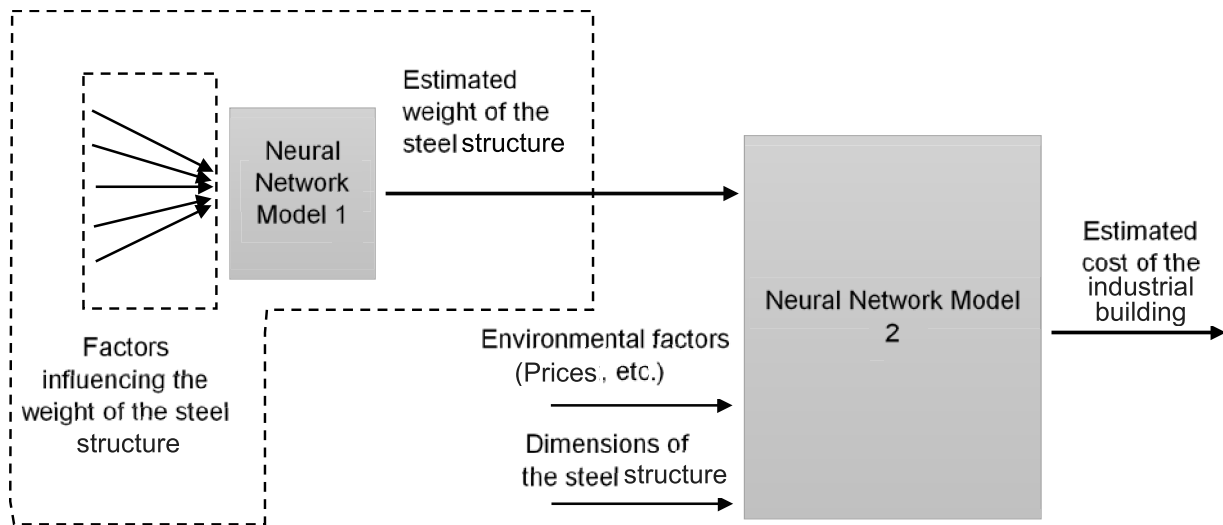 Estimated
weight of the
steel structure
Neural
Network
Model 1
Factors
influencing the
weight of the steel
structure
Environmental factors
(Prices., etc.)
Dimensions of
the steel structure
Neural Network Model
2
Estimated
cost of the
industrial
building